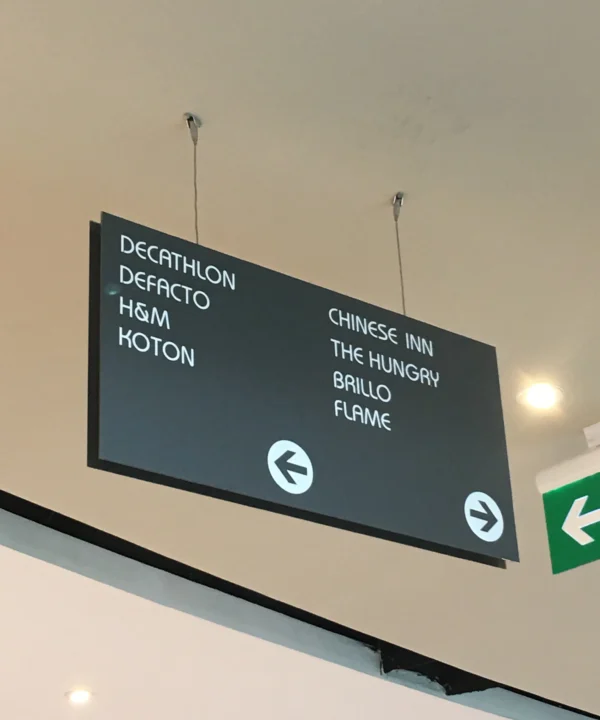 DECATHLON
DEFACTO
H&M
KOTON
CHINESE INN
THE HUNGRY
BRILLO
FLAME